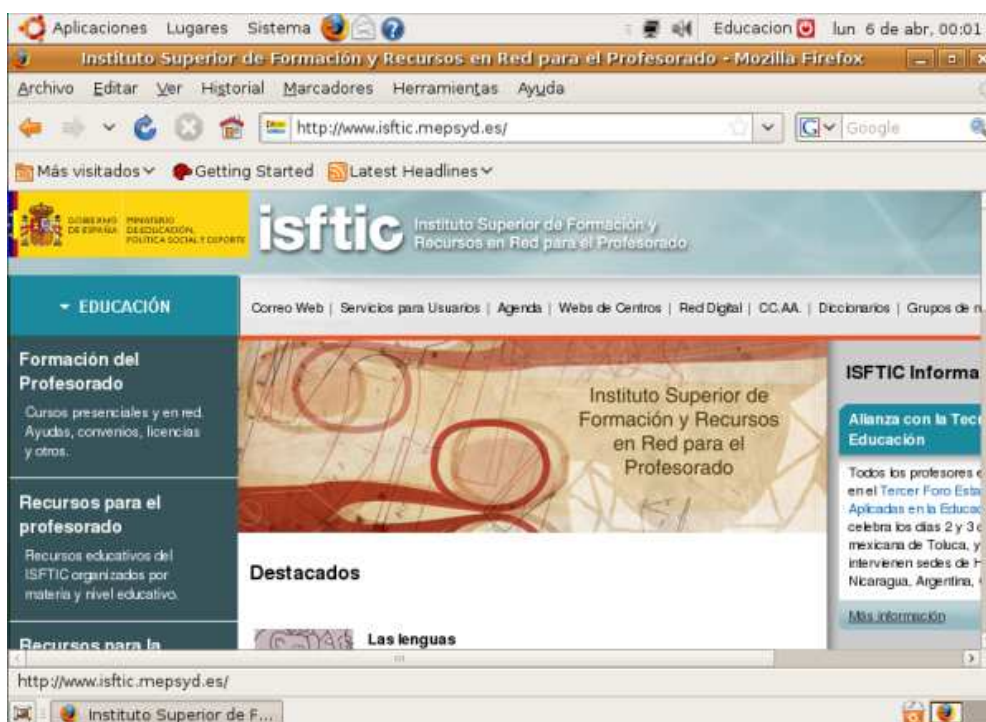 Aplicaciones Lugares Sistema Educacion lun 6 de abr, 00:01
Instituto Superior de Formación y Recursos en Red para el Profesorado - Mozilla Firefox
Archivo Editar Ver Historial Marcadores Herramientas Ayuda
http://www.isftic.mepsyd.es/ Google
Más visitados Getting Started Latest Headlines
GOBIERNO DE ESPAÑA
MINISTERIO DE EDUCACIÓN, POLÍTICA SOCIAL Y DEPORTE
isftic
Instituto Superior de Formación y
Recursos en Red para el Profesorado
EDUCACIÓN
Correo Web | Servicios para Usuarios | Agenda | Webs de Centros | Red Digital | CC.AA. | Diccionarios | Grupos de
Formación del
Profesorado
Cursos presenciales y en red.
Ayudas, convenios, licencias
y otros.
Recursos para el
profesorado
Recursos educativos del
ISFTIC organizados por
materia y nivel educativo.
Recursos para la
Instituto Superior de
Formación y Recursos
en Red para el
Profesorado
Destacados
Las lenguas
ISFTIC Informa
Alianza con la Tec
Educación
Todos los profesores
en el Tercer Foro Esta
Aplicadas en la Educac
celebra los días 2 y 3
mexicana de Toluca, y
intervienen sedes de
Nicaragua, Argentina,
Más información
http://www.isftic.mepsyd.es/
Instituto Superior de F...